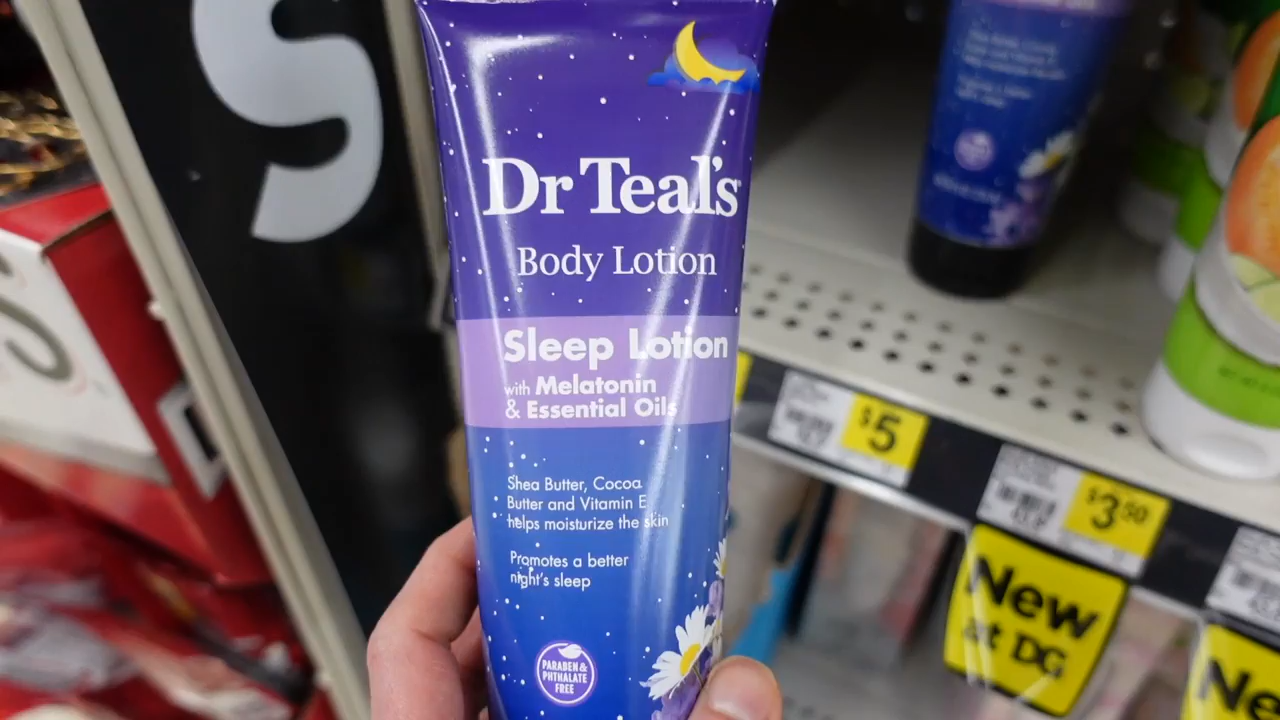 Dr Teal's
Body Lotion
Sleep Lotion
with Melatonin
& Essential Oils
Shea Butter, Cocoa
Butter and Vitamin E
helps moisturize the skin
Promotes a better
night's sleep
PARABEN &
PHTHALATE
FREE
$5
$3 50
New
at DG
Ne
S